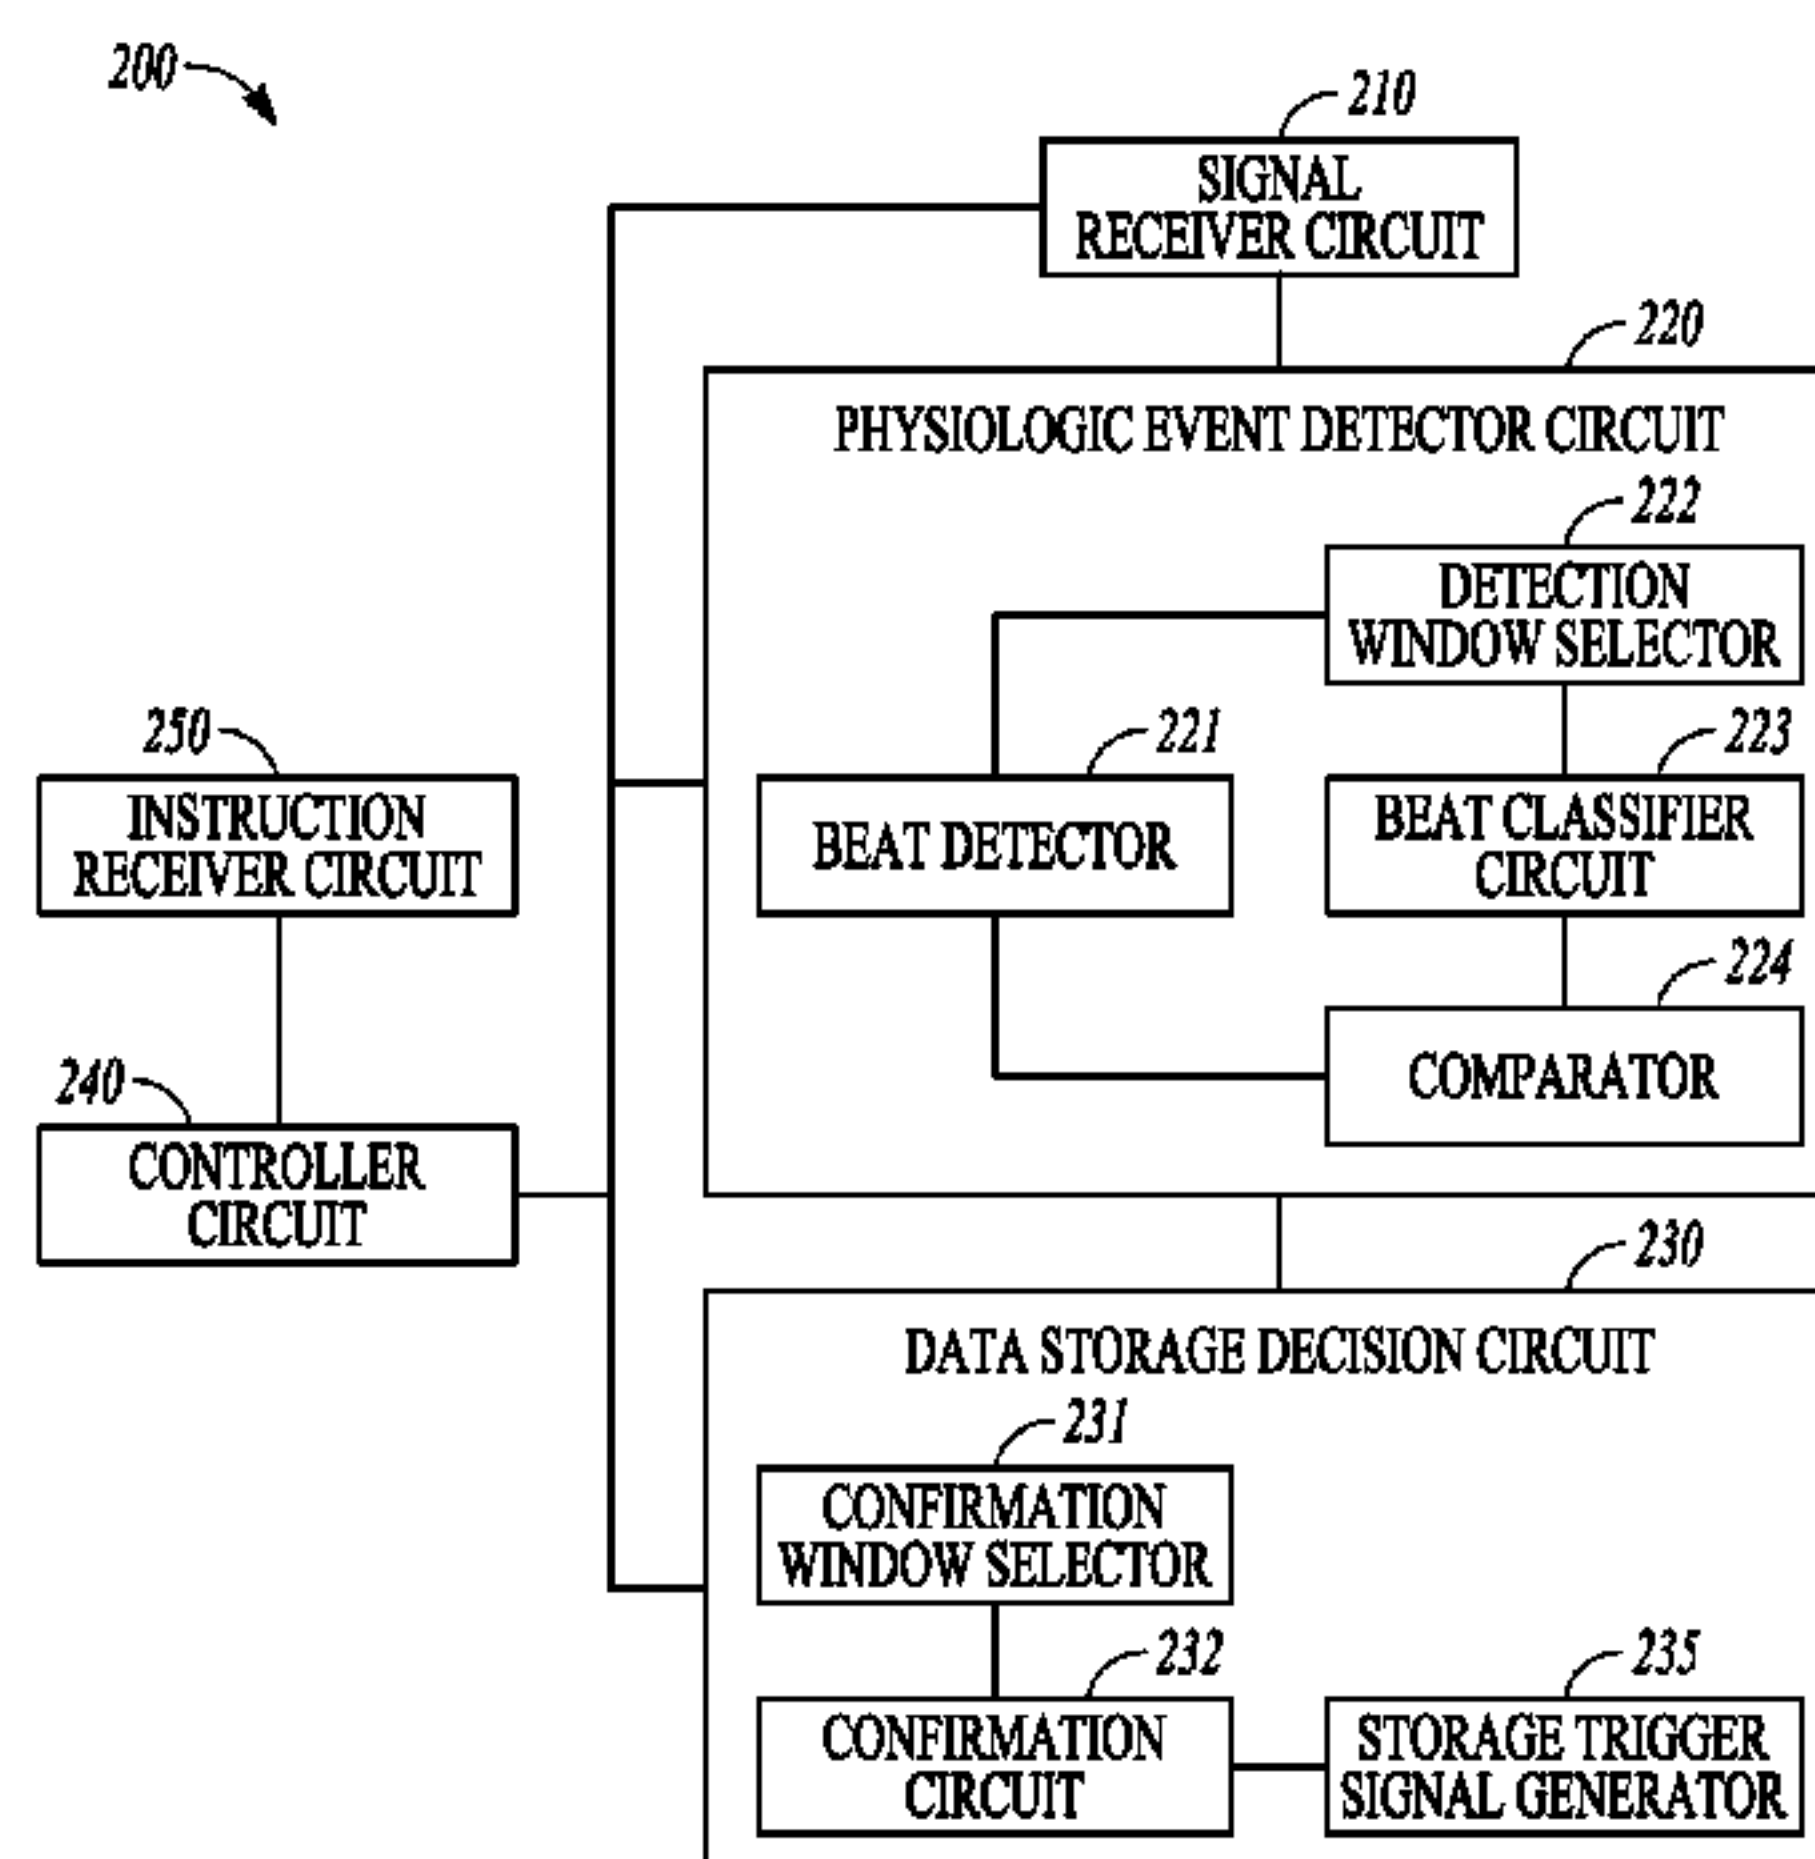 200
210
SIGNAL
RECEIVER CIRCUIT
220
PHYSIOLOGIC EVENT DETECTOR CIRCUIT
222
DETECTION
WINDOW SELECTOR
221
BEAT DETECTOR
223
BEAT CLASSIFIER
CIRCUIT
224
COMPARATOR
250
INSTRUCTION
RECEIVER CIRCUIT
240
CONTROLLER
CIRCUIT
230
DATA STORAGE DECISION CIRCUIT
231
CONFIRMATION
WINDOW SELECTOR
232
CONFIRMATION
CIRCUIT
235
STORAGE TRIGGER
SIGNAL GENERATOR